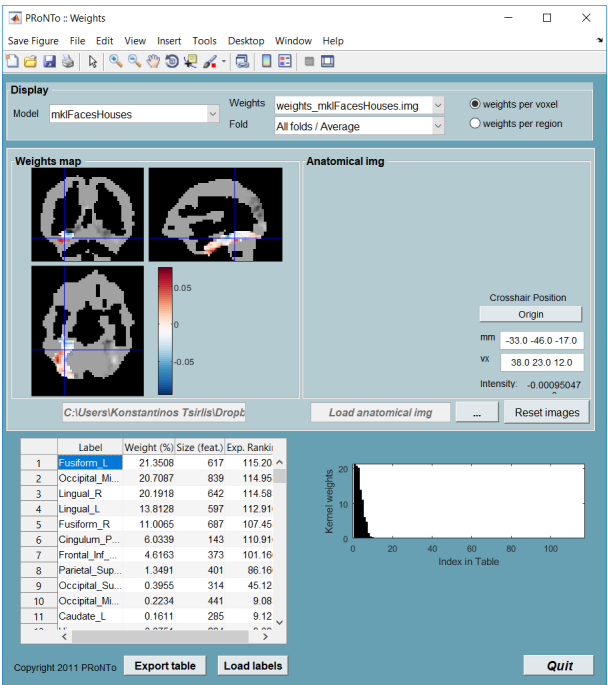 PRoNTo :: Weights
Save Figure File Edit View Insert Tools Desktop Window Help
Display
Model mklFacesHouses
Weights weights_mklFacesHouses.img
Fold All folds / Average
weights per voxel
weights per region
Weights map
Anatomical img
0.05
0
-0.05
Crosshair Position
Origin
mm -33.0 -46.0 -17.0
vx 38.0 23.0 12.0
Intensity: -0.00095047
C:\Users\Konstantinos Tsirlis\Dropb
Load anatomical img ... Reset images
Label Weight (%) Size (feat.) Exp. Ranki
1 Fusiform_L 21.3508 617 115.20
2 Occipital_Mi... 20.7087 839 114.95
3 Lingual_R 20.1918 642 114.58
4 Lingual_L 13.8128 597 112.91
5 Fusiform_R 11.0065 687 107.45
6 Cingulum_P... 6.0339 143 110.91
7 Frontal_Inf_... 4.6163 373 101.16
8 Parietal_Sup... 1.3491 401 86.16
9 Occipital_Su... 0.3955 314 45.12
10 Occipital_Mi... 0.2234 441 9.08
11 Caudate_L 0.1611 285 9.12
Kernel weights
20
10
0
0 20 40 60 80 100
Index in Table
Copyright 2011 PRoNTo
Export table
Load labels
Quit